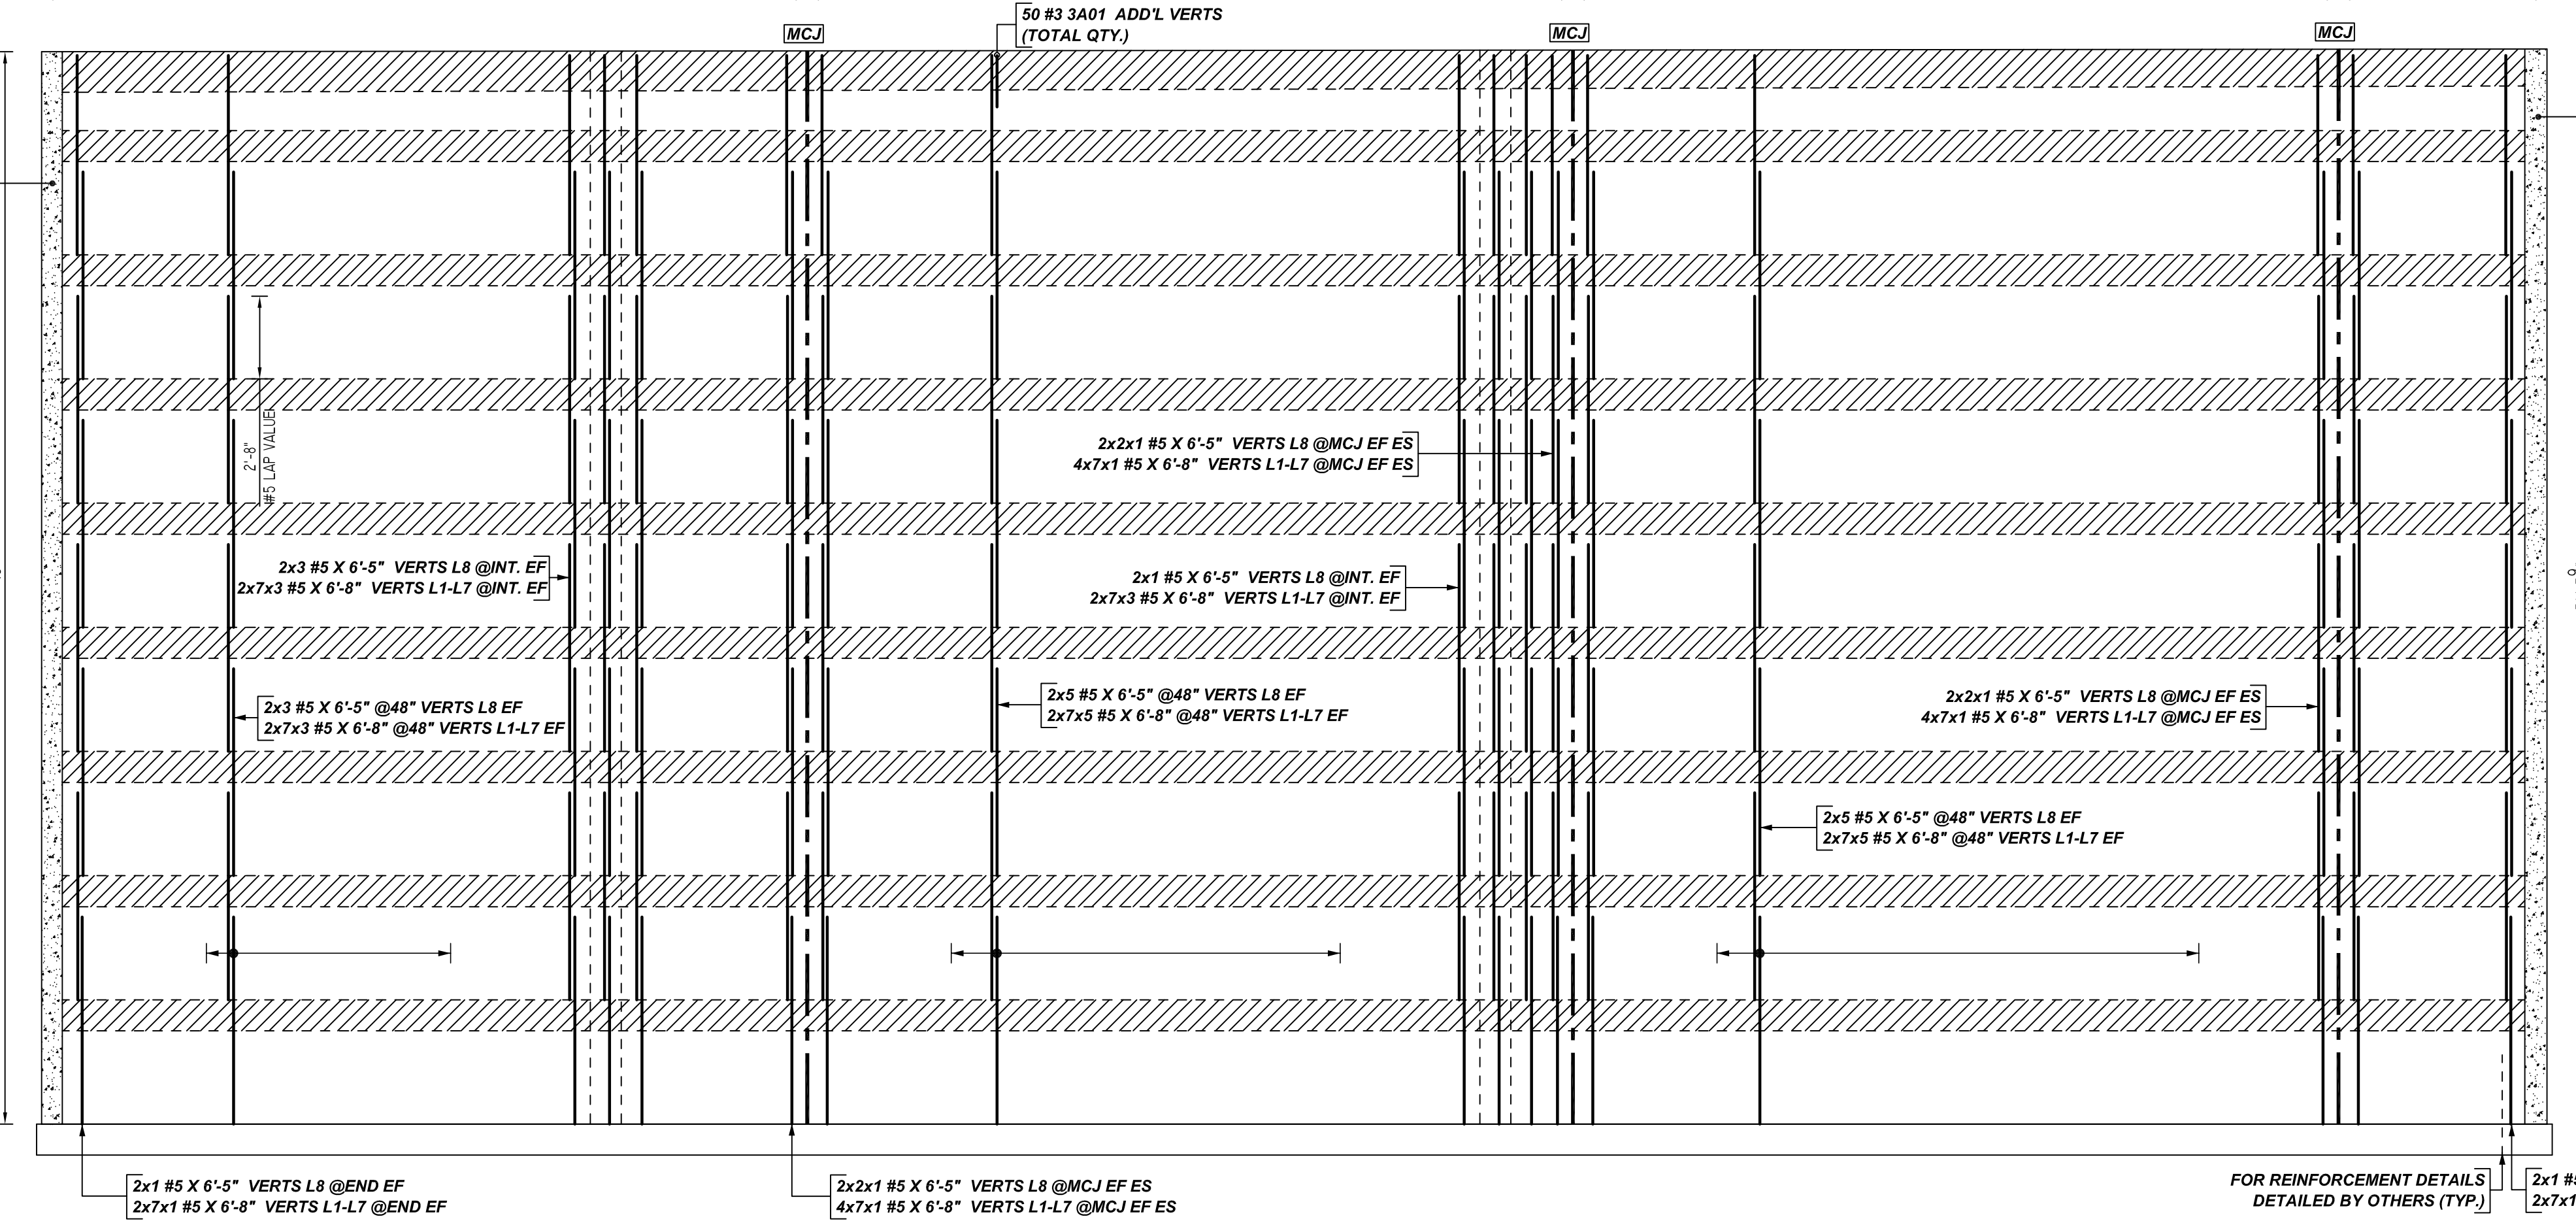 50 #3 3A01 ADD'L VERTS
(TOTAL QTY.)
MCJ
MCJ
MCJ
2'-8"
#5 LAP VALUE
2x2x1 #5 X 6'-5" VERTS L8 @MCJ EF ES
4x7x1 #5 X 6'-8" VERTS L1-L7 @MCJ EF ES
2x3 #5 X 6'-5" VERTS L8 @INT. EF
2x7x3 #5 X 6'-8" VERTS L1-L7 @INT. EF
2x1 #5 X 6'-5" VERTS L8 @INT. EF
2x7x3 #5 X 6'-8" VERTS L1-L7 @INT. EF
2x3 #5 X 6'-5" @48" VERTS L8 EF
2x7x3 #5 X 6'-8" @48" VERTS L1-L7 EF
2x5 #5 X 6'-5" @48" VERTS L8 EF
2x7x5 #5 X 6'-8" @48" VERTS L1-L7 EF
2x2x1 #5 X 6'-5" VERTS L8 @MCJ EF ES
4x7x1 #5 X 6'-8" VERTS L1-L7 @MCJ EF ES
2x5 #5 X 6'-5" @48" VERTS L8 EF
2x7x5 #5 X 6'-8" @48" VERTS L1-L7 EF
2x1 #5 X 6'-5" VERTS L8 @END EF
2x7x1 #5 X 6'-8" VERTS L1-L7 @END EF
2x2x1 #5 X 6'-5" VERTS L8 @MCJ EF ES
4x7x1 #5 X 6'-8" VERTS L1-L7 @MCJ EF ES
FOR REINFORCEMENT DETAILS
DETAILED BY OTHERS (TYP.)
2x1 #5
2x7x1